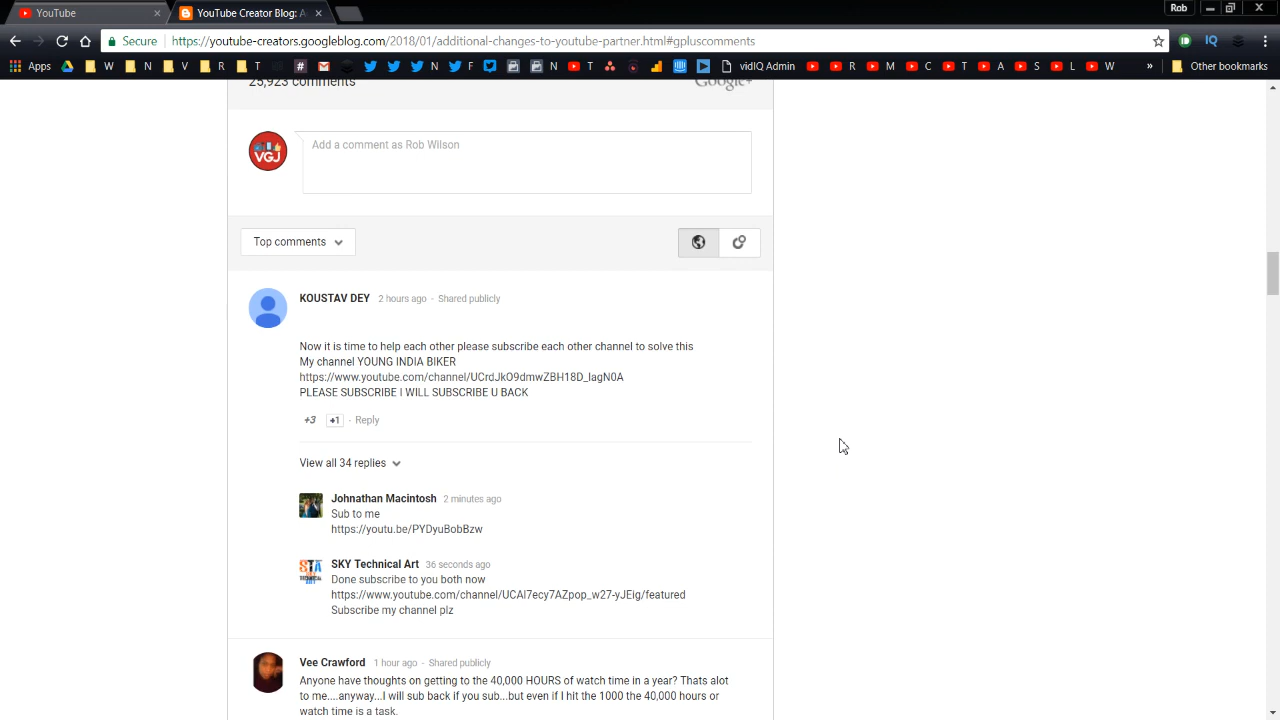 YouTube
YouTube Creator Blog: A
Rob
Secure
https://youtube-creators.googleblog.com/2018/01/additional-changes-to-youtube-partner.html#gpluscomments
Apps W N V R T N F N T vidIQ Admin R M C T A S L W » Other bookmarks
25,923 comments
Google+
VGJ
Add a comment as Rob Wilson
Top comments
KOUSTAV DEY 2 hours ago · Shared publicly
Now it is time to help each other please subscribe each other channel to solve this
My channel YOUNG INDIA BIKER
https://www.youtube.com/channel/UCrdJkO9dmwZBH18D_lagN0A
PLEASE SUBSCRIBE I WILL SUBSCRIBE U BACK
+3 +1 · Reply
View all 34 replies
Johnathan Macintosh 2 minutes ago
Sub to me
https://youtu.be/PYDyuBobBzw
STA
SKY Technical Art 36 seconds ago
Done subscribe to you both now
https://www.youtube.com/channel/UCAl7ecy7AZpop_w27-yJEig/featured
Subscribe my channel plz
Vee Crawford 1 hour ago · Shared publicly
Anyone have thoughts on getting to the 40,000 HOURS of watch time in a year? Thats alot
to me....anyway...I will sub back if you sub...but even if I hit the 1000 the 40,000 hours or
watch time is a task.